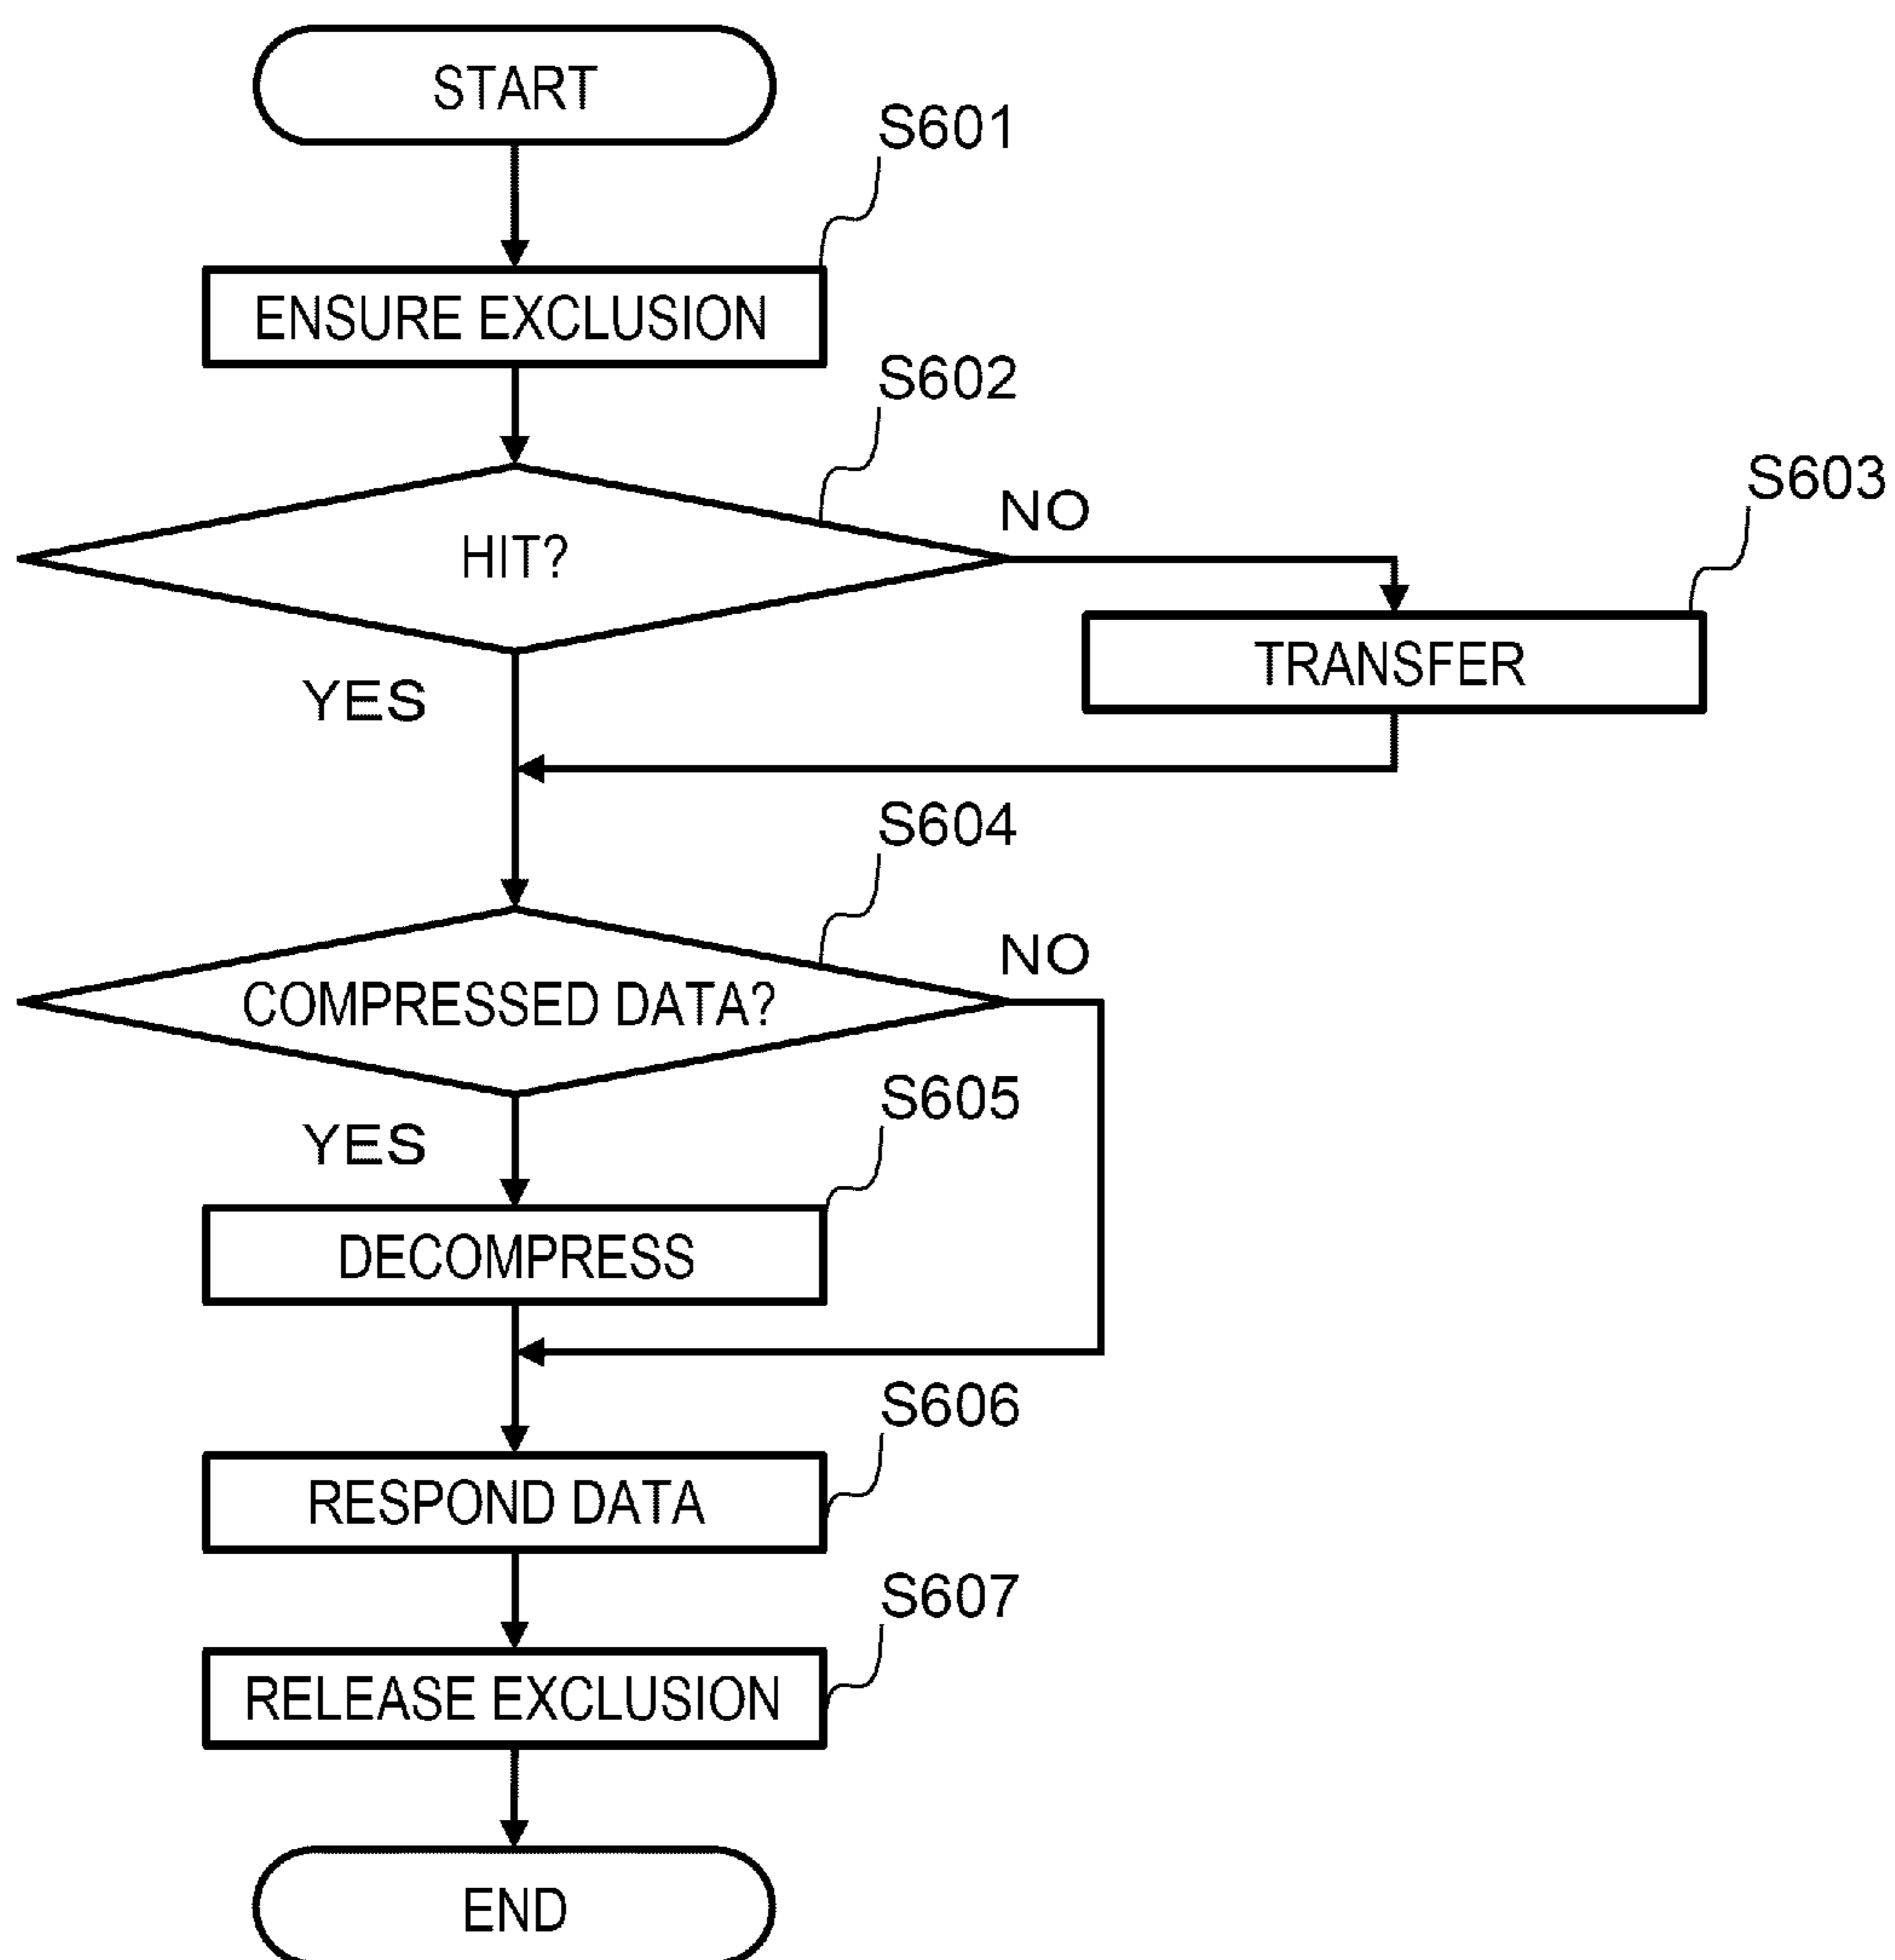 START
S601
ENSURE EXCLUSION
S602
NO
S603
HIT?
TRANSFER
YES
S604
NO
COMPRESSED DATA?
S605
YES
DECOMPRESS
S606
RESPOND DATA
S607
RELEASE EXCLUSION
END